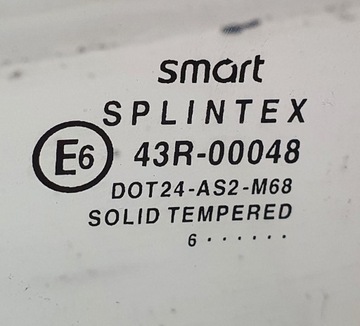 smart
SPLINTEX
E6 43R-00048
DOT24-AS2-M68
SOLID TEMPERED
6 ······